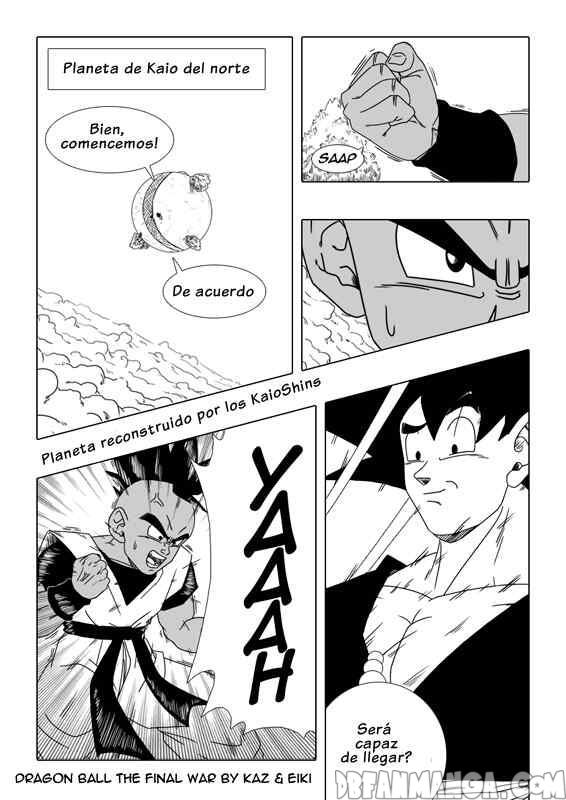 Planeta de Kaio del norte
Bien,
comencemos!
SAAP
De acuerdo
Planeta reconstruido por los KaioShins
YAAAH
Será
capaz
de llegar?
DRAGON BALL THE FINAL WAR BY KAZ & EIKI
DBFANMANGA.COM